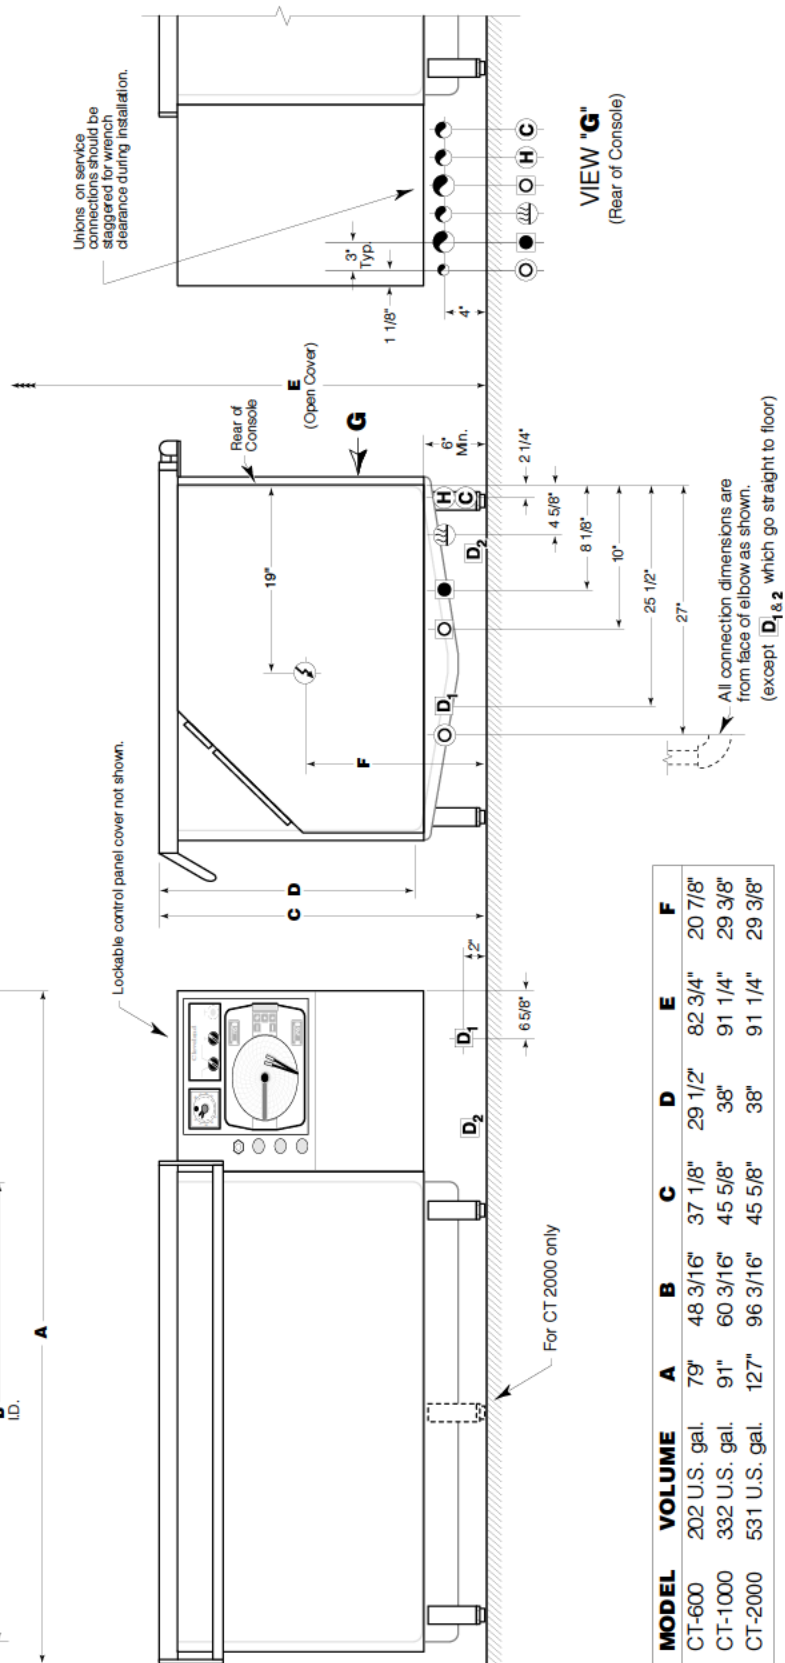 B
I.D.
A
Lockable control panel cover not shown.
Cleveland
D1
D2
2"
6 5/8"
For CT 2000 only
C
D
E
(Open Cover)
Rear of
Console
G
19"
F
H
C
D1
D2
6"
Min.
2 1/4"
4 5/8"
8 1/8"
10"
25 1/2"
27"
All connection dimensions are
from face of elbow as shown.
(except D1&2 which go straight to floor)
Unions on service
connections should be
staggered for wrench
clearance during installation.
3"
Typ.
1 1/8"
4"
H
C
VIEW "G"
(Rear of Console)
MODEL VOLUME A B C D E F
CT-600 202 U.S. gal. 79" 48 3/16" 37 1/8" 29 1/2" 82 3/4" 20 7/8"
CT-1000 332 U.S. gal. 91" 60 3/16" 45 5/8" 38" 91 1/4" 29 3/8"
CT-2000 531 U.S. gal. 127" 96 3/16" 45 5/8" 38" 91 1/4" 29 3/8"